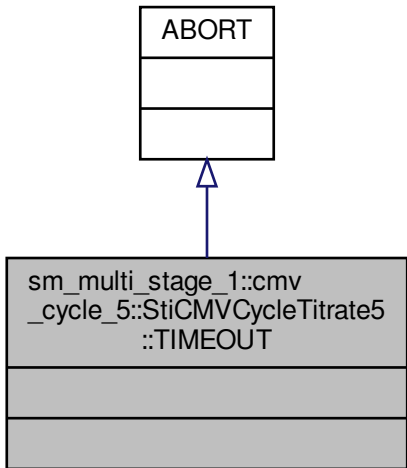 ABORT
sm_multi_stage_1::cmv
_cycle_5::StiCMVCycleTitrate5
::TIMEOUT